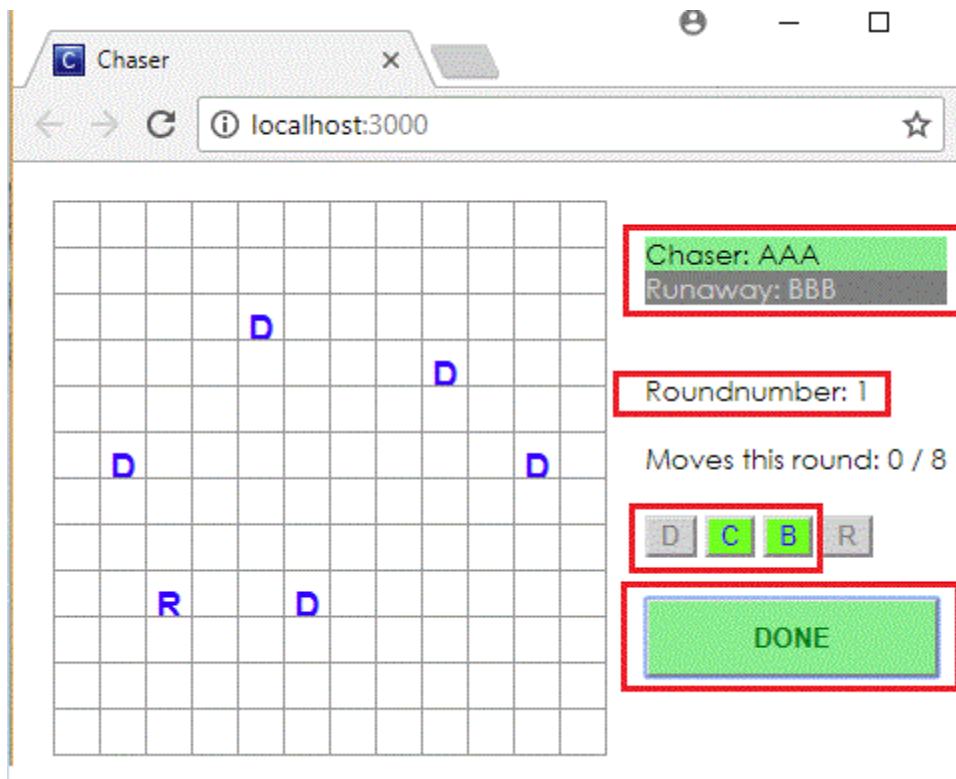 C Chaser
localhost:3000
Chaser: AAA
Runaway: BBB
D
D
Roundnumber: 1
D D
Moves this round: 0 / 8
D C B R
R D
DONE